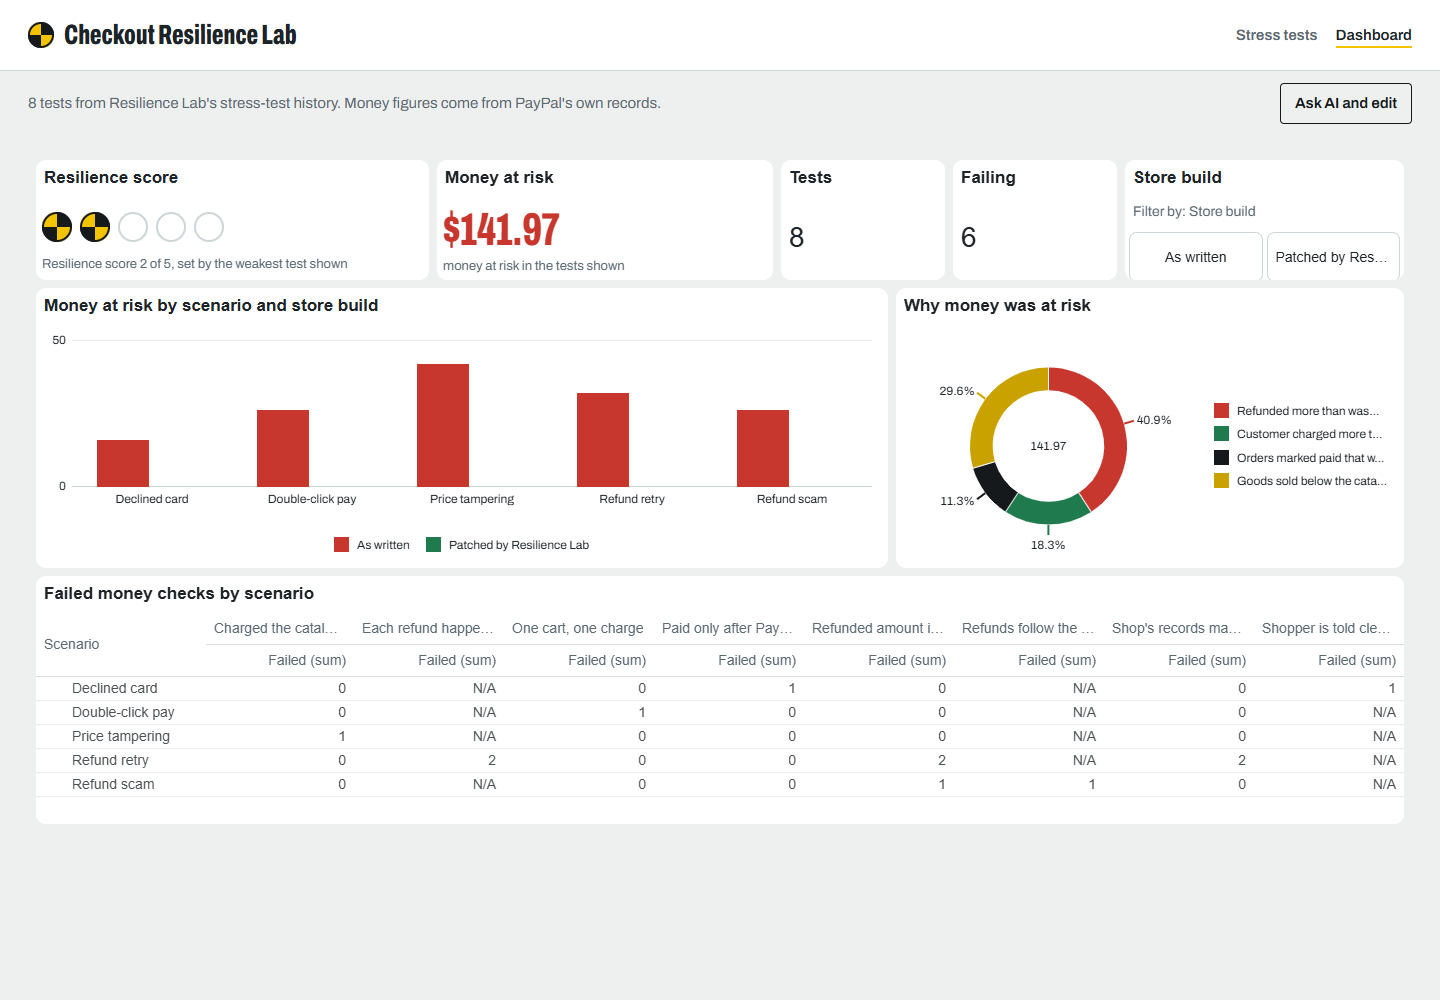 Checkout Resilience Lab
Stress tests Dashboard
8 tests from Resilience Lab's stress-test history. Money figures come from PayPal's own records.
Ask AI and edit
Resilience score
Resilience score 2 of 5, set by the weakest test shown
Money at risk
$141.97
money at risk in the tests shown
Tests
8
Failing
6
Store build
Filter by: Store build
As written Patched by Res...
Money at risk by scenario and store build
50
0
Declined card Double-click pay Price tampering Refund retry Refund scam
As written Patched by Resilience Lab
Why money was at risk
29.6%
40.9%
141.97
11.3%
18.3%
Refunded more than was...
Customer charged more t...
Orders marked paid that w...
Goods sold below the cata...
Failed money checks by scenario
Scenario Charged the catal... Each refund happe... One cart, one charge Paid only after Pay... Refunded amount i... Refunds follow the ... Shop's records ma... Shopper is told cle...
Failed (sum) Failed (sum) Failed (sum) Failed (sum) Failed (sum) Failed (sum) Failed (sum) Failed (sum)
Declined card 0 N/A 0 1 0 N/A 0 1
Double-click pay 0 N/A 1 0 0 N/A 0 N/A
Price tampering 1 N/A 0 0 0 N/A 0 N/A
Refund retry 0 2 0 0 2 N/A 2 N/A
Refund scam 0 N/A 0 0 1 1 0 N/A